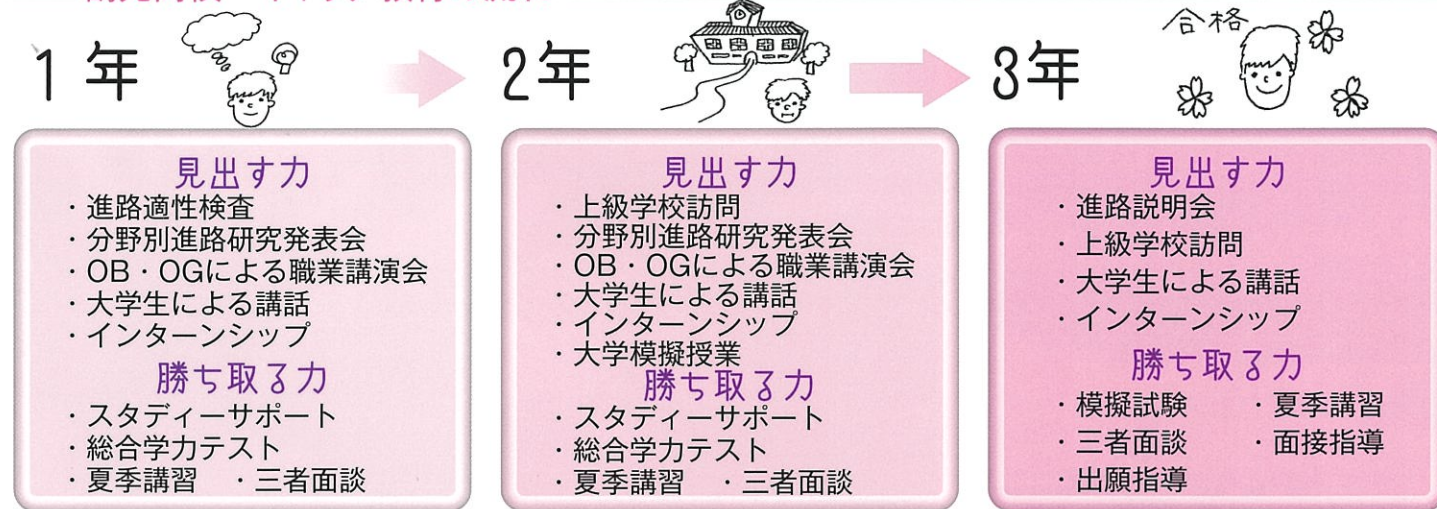 1年
見出す力
・進路適性検査
・分野別進路研究発表会
・OB・OGによる職業講演会
・大学生による講話
・インターンシップ
勝ち取る力
・スタディーサポート
・総合学力テスト
・夏季講習 ・三者面談
2年
見出す力
・上級学校訪問
・分野別進路研究発表会
・OB・OGによる職業講演会
・大学生による講話
・インターンシップ
・大学模擬授業
勝ち取る力
・スタディーサポート
・総合学力テスト
・夏季講習 ・三者面談
合格
3年
見出す力
・進路説明会
・上級学校訪問
・大学生による講話
・インターンシップ
勝ち取る力
・模擬試験 ・夏季講習
・三者面談 ・面接指導
・出願指導